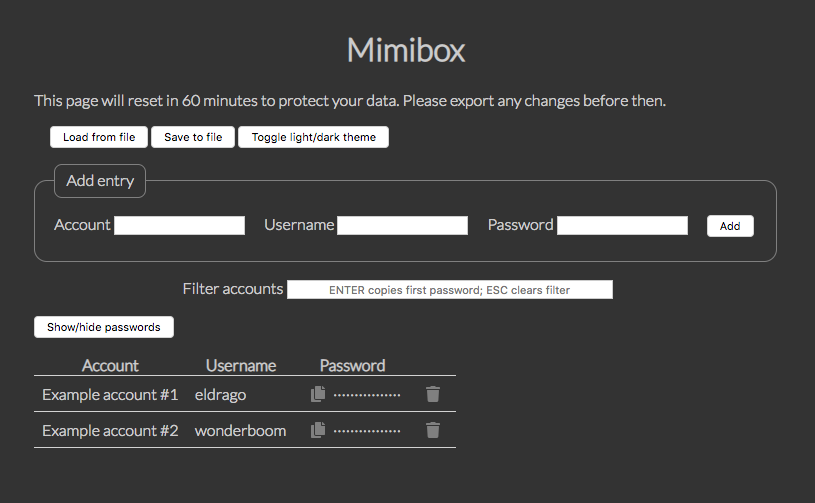 Mimibox
This page will reset in 60 minutes to protect your data. Please export any changes before then.
Load from file Save to file Toggle light/dark theme
Add entry
Account Username Password Add
Filter accounts ENTER copies first password; ESC clears filter
Show/hide passwords
Account Username Password
Example account #1 eldrago ················
Example account #2 wonderboom ················